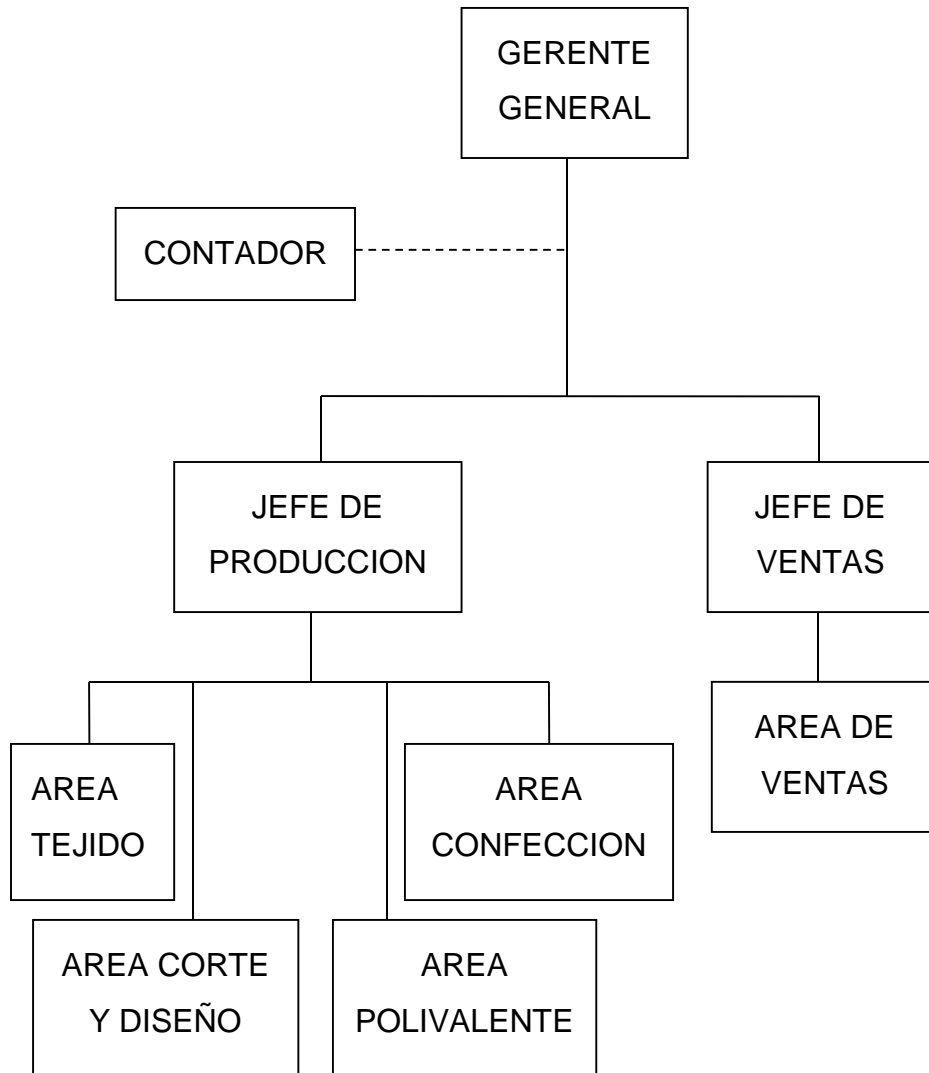 GERENTE
GENERAL
CONTADOR
JEFE DE
PRODUCCION
JEFE DE
VENTAS
AREA
TEJIDO
AREA
CONFECCION
AREA DE
VENTAS
AREA CORTE
Y DISEÑO
AREA
POLIVALENTE